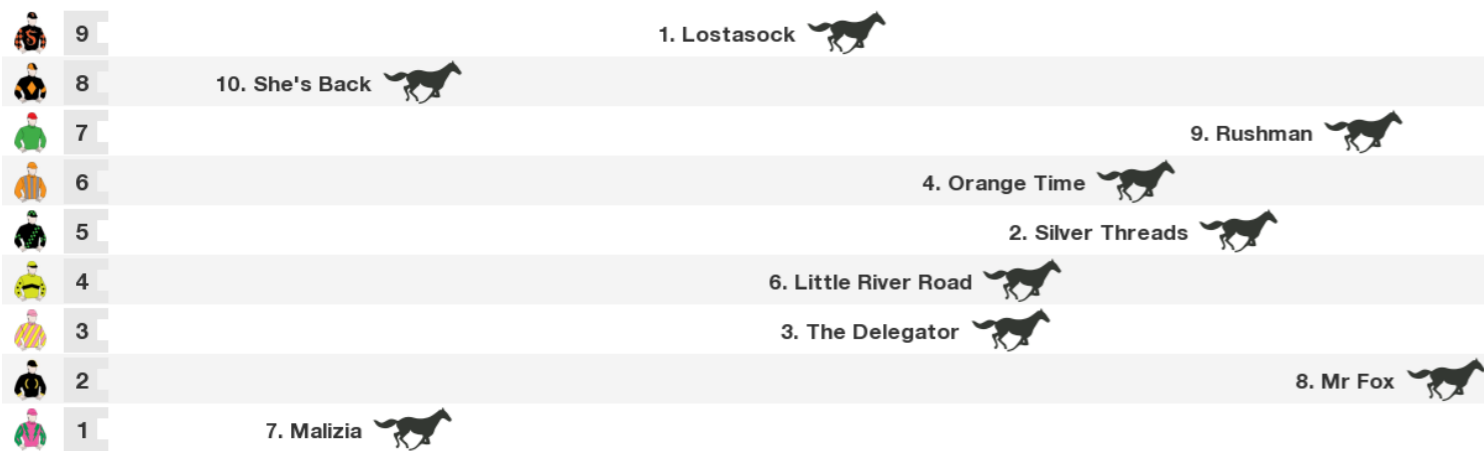 9 1. Lostasock
8 10. She's Back
7 9. Rushman
6 4. Orange Time
5 2. Silver Threads
4 6. Little River Road
3 3. The Delegator
2 8. Mr Fox
1 7. Malizia